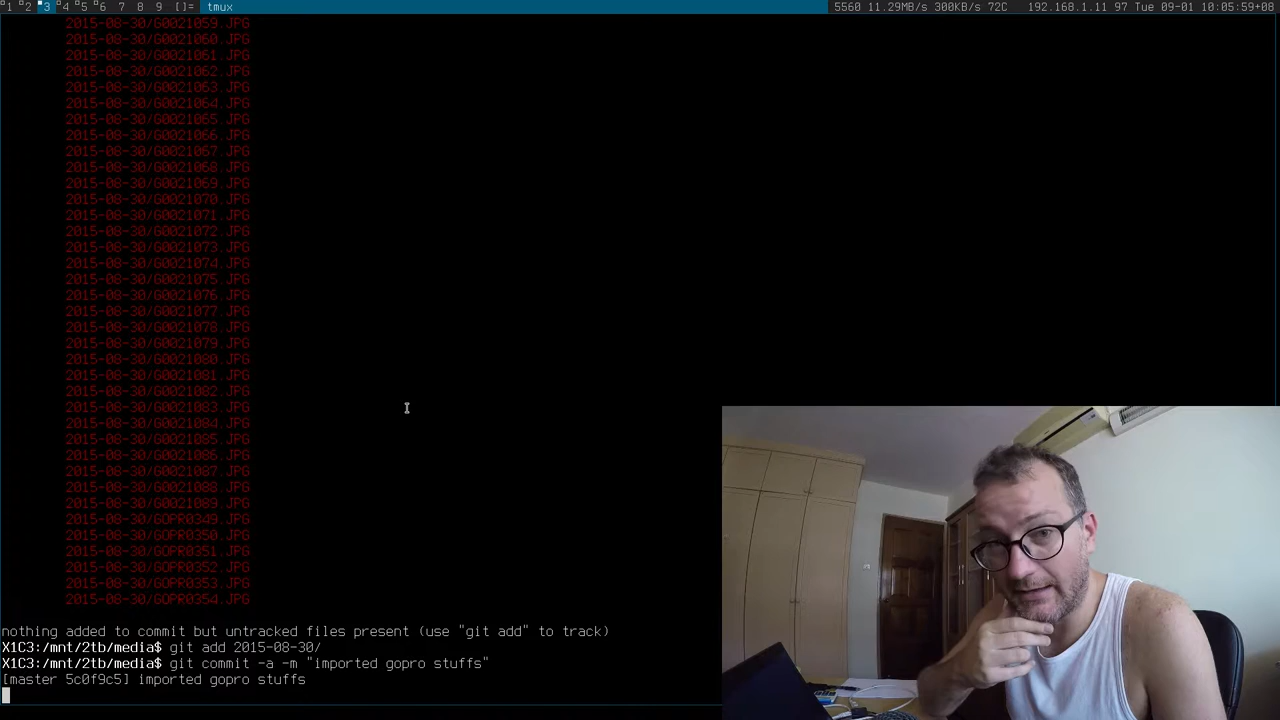 1 2 3 4 5 6 7 8 9 []= tmux 5560 11.29MB/s 300KB/s 72C 192.168.1.11 97 Tue 09-01 10:05:59+08
2015-08-30/G0021059.JPG
2015-08-30/G0021060.JPG
2015-08-30/G0021061.JPG
2015-08-30/G0021062.JPG
2015-08-30/G0021063.JPG
2015-08-30/G0021064.JPG
2015-08-30/G0021065.JPG
2015-08-30/G0021066.JPG
2015-08-30/G0021067.JPG
2015-08-30/G0021068.JPG
2015-08-30/G0021069.JPG
2015-08-30/G0021070.JPG
2015-08-30/G0021071.JPG
2015-08-30/G0021072.JPG
2015-08-30/G0021073.JPG
2015-08-30/G0021074.JPG
2015-08-30/G0021075.JPG
2015-08-30/G0021076.JPG
2015-08-30/G0021077.JPG
2015-08-30/G0021078.JPG
2015-08-30/G0021079.JPG
2015-08-30/G0021080.JPG
2015-08-30/G0021081.JPG
2015-08-30/G0021082.JPG
2015-08-30/G0021083.JPG
2015-08-30/G0021084.JPG
2015-08-30/G0021085.JPG
2015-08-30/G0021086.JPG
2015-08-30/G0021087.JPG
2015-08-30/G0021088.JPG
2015-08-30/G0021089.JPG
2015-08-30/GOPR0349.JPG
2015-08-30/GOPR0350.JPG
2015-08-30/GOPR0351.JPG
2015-08-30/GOPR0352.JPG
2015-08-30/GOPR0353.JPG
2015-08-30/GOPR0354.JPG
nothing added to commit but untracked files present (use "git add" to track)
X1C3:/mnt/2tb/media$ git add 2015-08-30/
X1C3:/mnt/2tb/media$ git commit -a -m "imported gopro stuffs"
[master 5c0f9c5] imported gopro stuffs